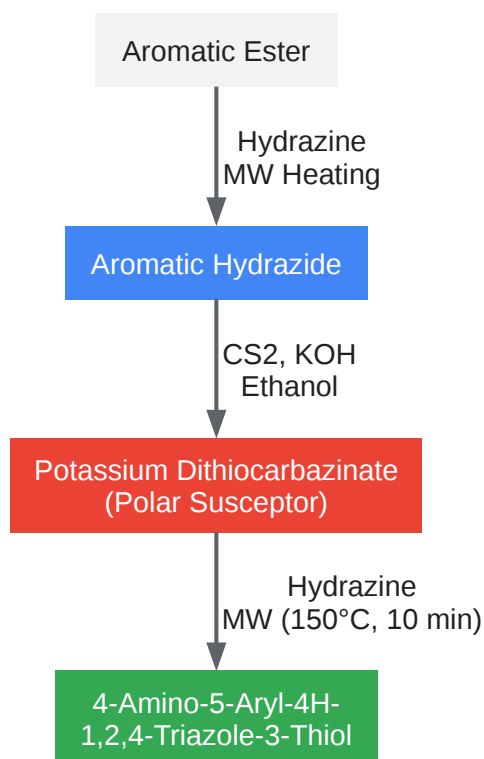 Aromatic Ester
Hydrazine
MW Heating
Aromatic Hydrazide
CS2, KOH
Ethanol
Potassium Dithiocarbazinate
(Polar Susceptor)
Hydrazine
MW (150°C, 10 min)
4-Amino-5-Aryl-4H-
1,2,4-Triazole-3-Thiol